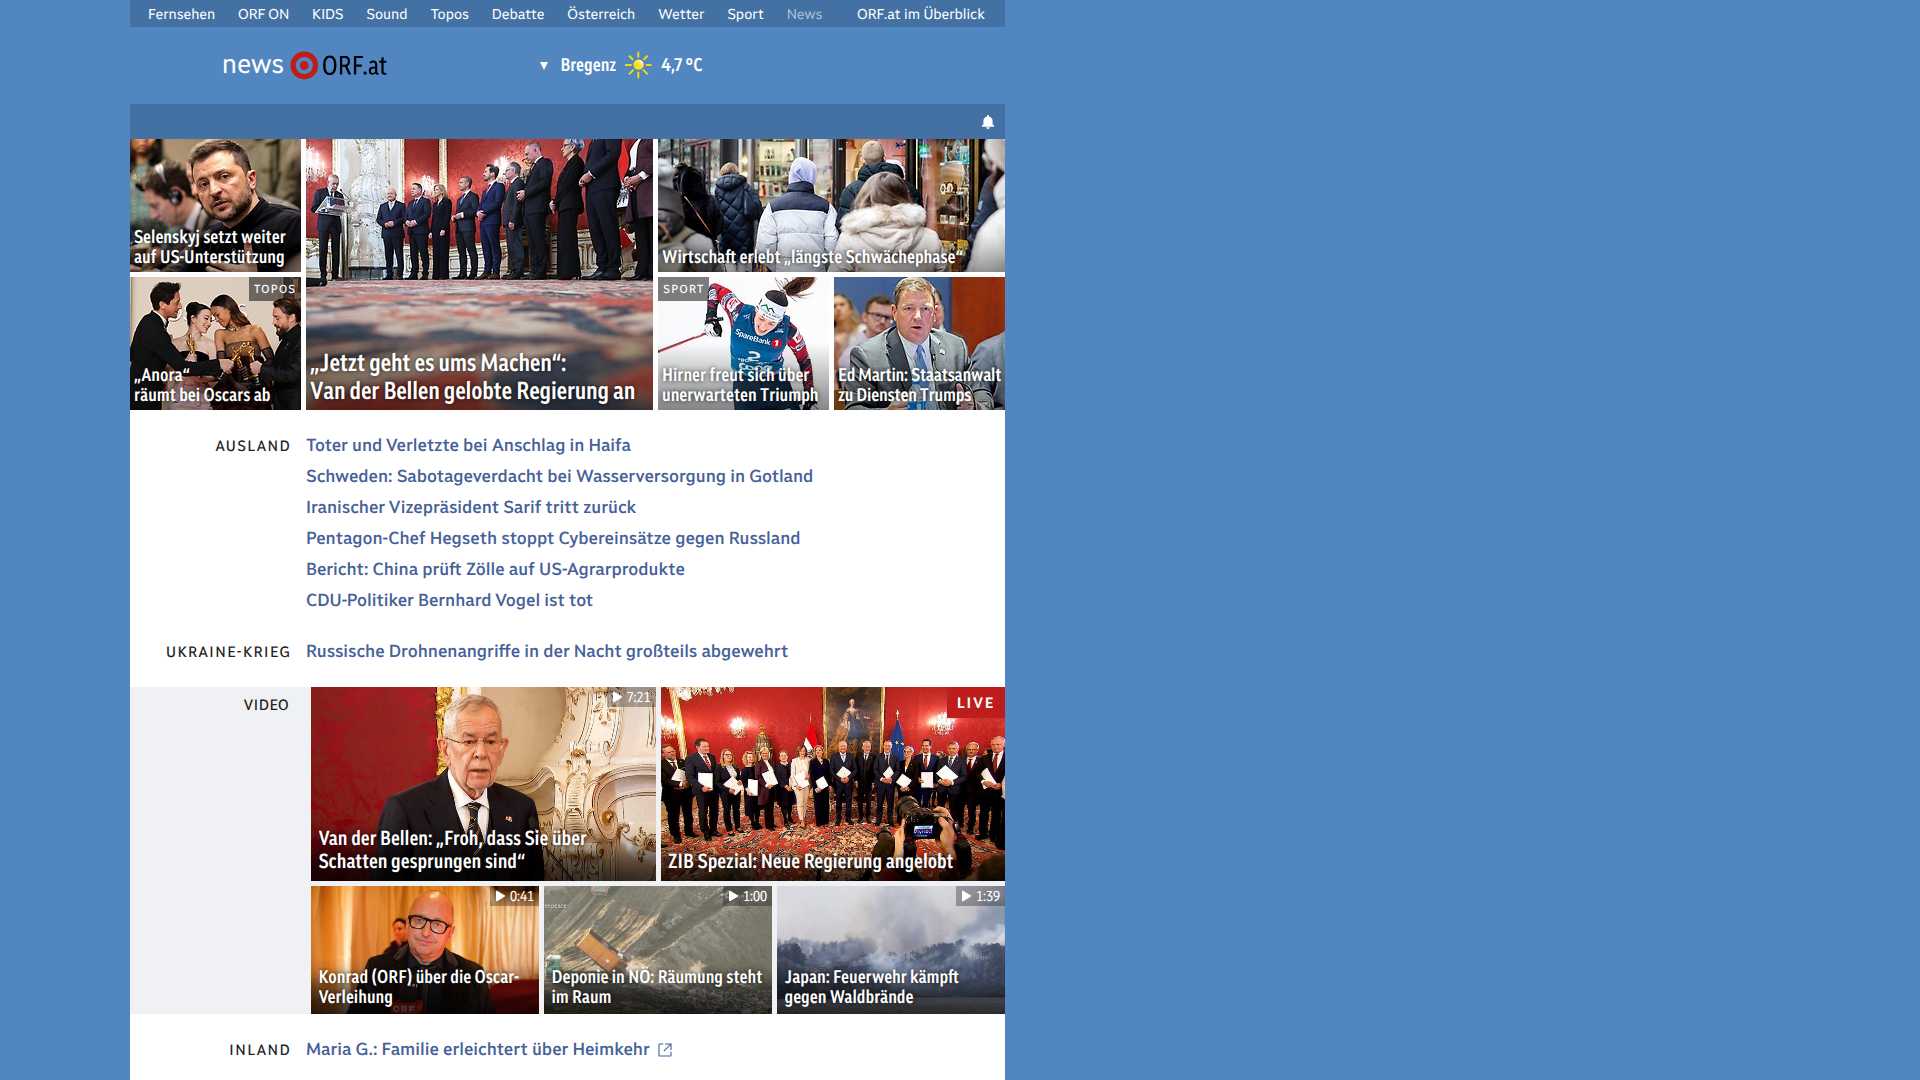 Fernsehen ORF ON KIDS Sound Topos Debatte Österreich Wetter Sport News ORF.at im Überblick
news ORF.at
Bregenz 4,7 °C
Selenskyj setzt weiter
auf US-Unterstützung
„Jetzt geht es ums Machen“:
Van der Bellen gelobte Regierung an
Wirtschaft erlebt „längste Schwächephase“
TOPOS
„Anora“
räumt bei Oscars ab
SPORT
SpareBank 1
2
Hirner freut sich über
unerwarteten Triumph
Ed Martin: Staatsanwalt
zu Diensten Trumps
AUSLAND
Toter und Verletzte bei Anschlag in Haifa
Schweden: Sabotageverdacht bei Wasserversorgung in Gotland
Iranischer Vizepräsident Sarif tritt zurück
Pentagon-Chef Hegseth stoppt Cybereinsätze gegen Russland
Bericht: China prüft Zölle auf US-Agrarprodukte
CDU-Politiker Bernhard Vogel ist tot
UKRAINE-KRIEG
Russische Drohnenangriffe in der Nacht großteils abgewehrt
VIDEO
7:21
Van der Bellen: „Froh, dass Sie über
Schatten gesprungen sind“
LIVE
ZIB Spezial: Neue Regierung angelobt
0:41
Konrad (ORF) über die Oscar-
Verleihung
ORF
1:00
Deponie in NÖ: Räumung steht
im Raum
1:39
Japan: Feuerwehr kämpft
gegen Waldbrände
INLAND
Maria G.: Familie erleichtert über Heimkehr